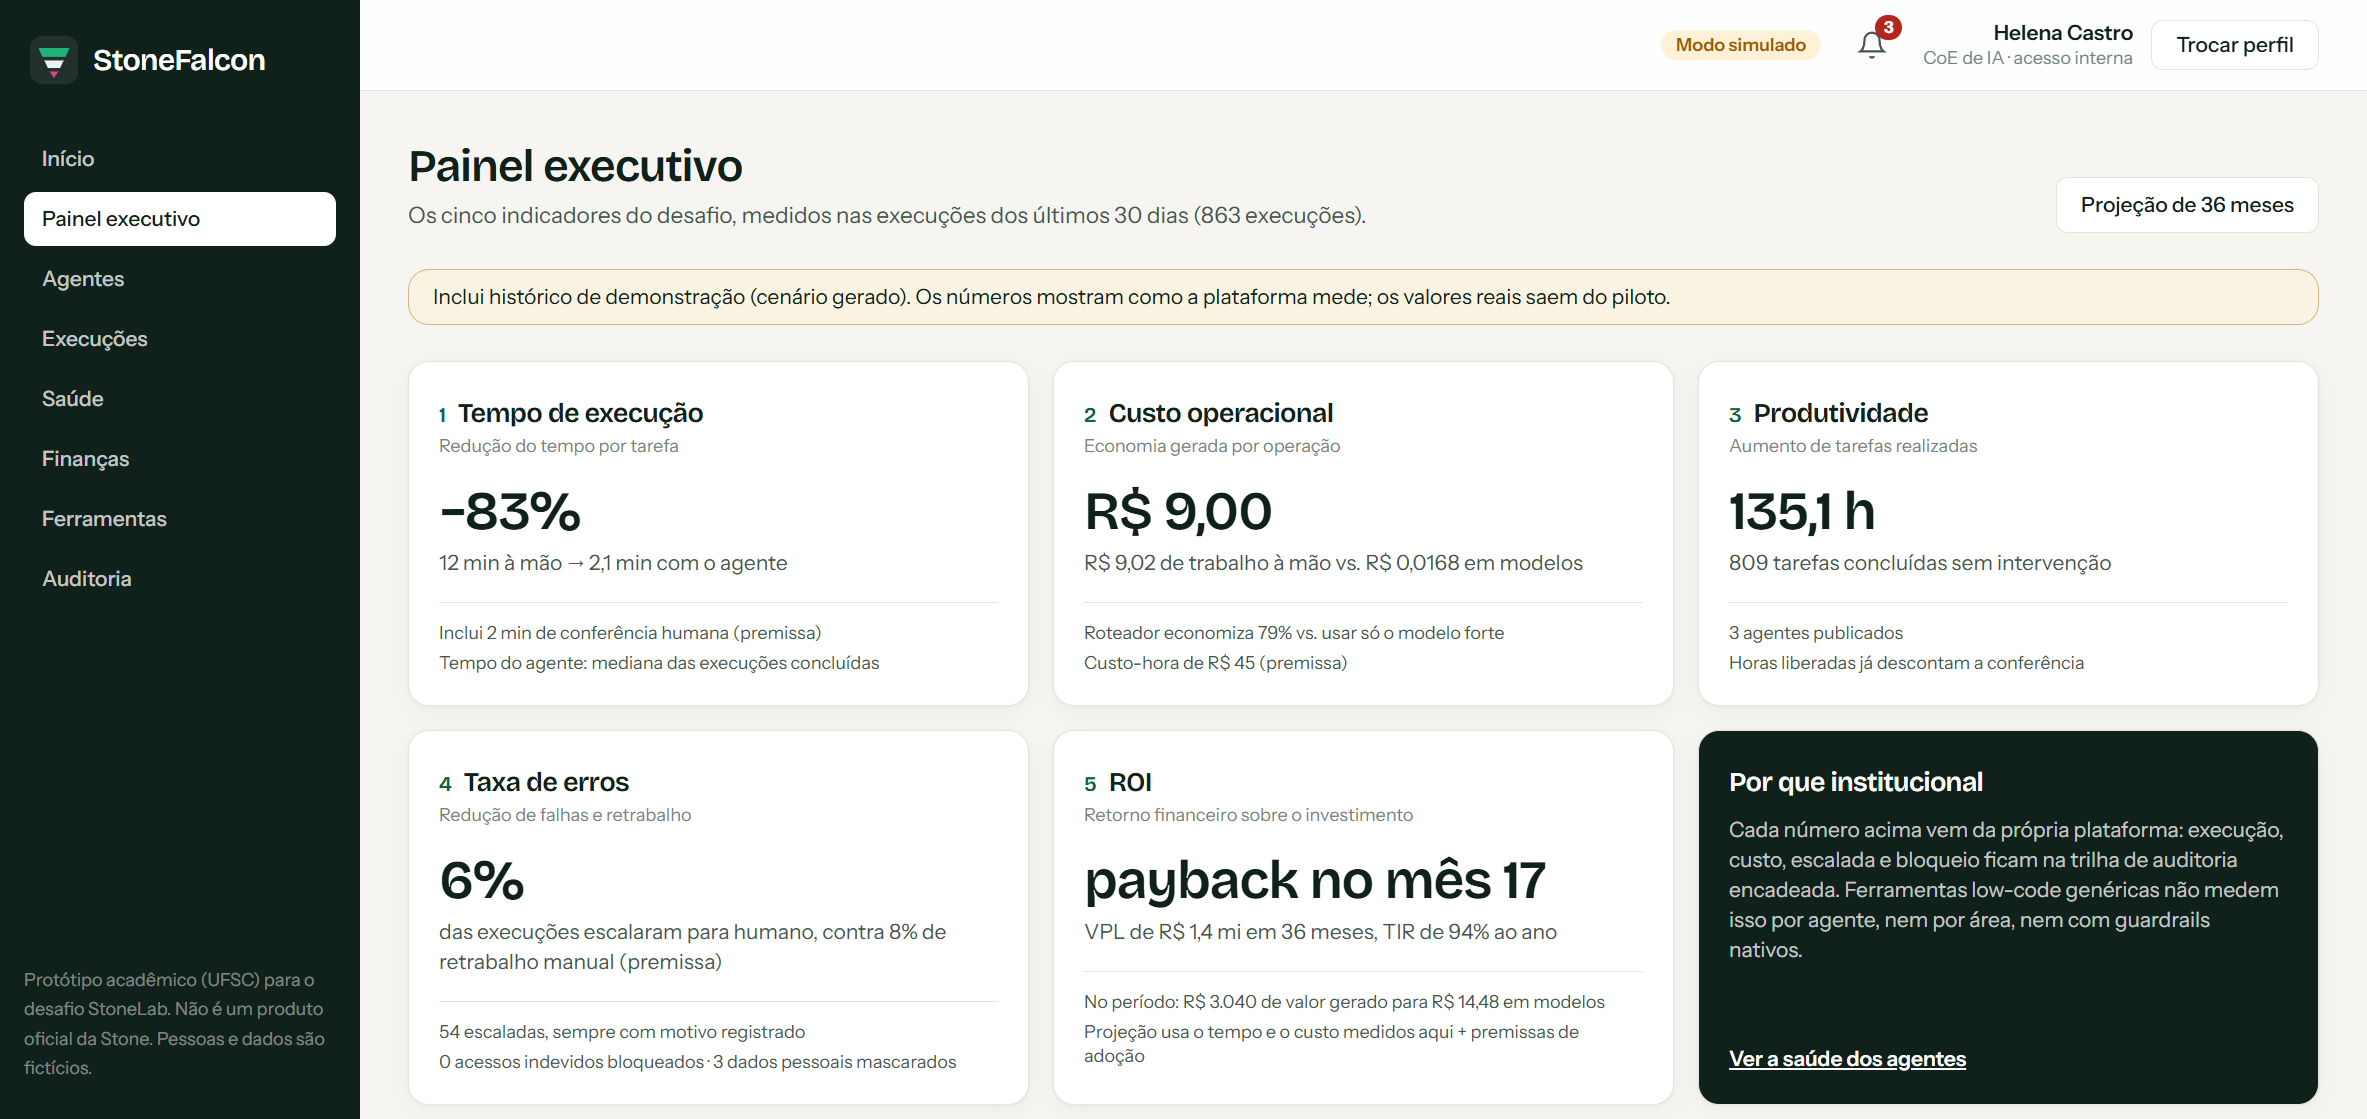 StoneFalcon
Início
Painel executivo
Agentes
Execuções
Saúde
Finanças
Ferramentas
Auditoria
Protótipo acadêmico (UFSC) para o
desafio StoneLab. Não é um produto
oficial da Stone. Pessoas e dados são
fictícios.
Modo simulado
3
Helena Castro
CoE de IA · acesso interna
Trocar perfil
Painel executivo
Os cinco indicadores do desafio, medidos nas execuções dos últimos 30 dias (863 execuções).
Projeção de 36 meses
Inclui histórico de demonstração (cenário gerado). Os números mostram como a plataforma mede; os valores reais saem do piloto.
1 Tempo de execução
Redução do tempo por tarefa
−83%
12 min à mão → 2,1 min com o agente
Inclui 2 min de conferência humana (premissa)
Tempo do agente: mediana das execuções concluídas
2 Custo operacional
Economia gerada por operação
R$ 9,00
R$ 9,02 de trabalho à mão vs. R$ 0,0168 em modelos
Roteador economiza 79% vs. usar só o modelo forte
Custo-hora de R$ 45 (premissa)
3 Produtividade
Aumento de tarefas realizadas
135,1 h
809 tarefas concluídas sem intervenção
3 agentes publicados
Horas liberadas já descontam a conferência
4 Taxa de erros
Redução de falhas e retrabalho
6%
das execuções escalaram para humano, contra 8% de
retrabalho manual (premissa)
54 escaladas, sempre com motivo registrado
0 acessos indevidos bloqueados · 3 dados pessoais mascarados
5 ROI
Retorno financeiro sobre o investimento
payback no mês 17
VPL de R$ 1,4 mi em 36 meses, TIR de 94% ao ano
No período: R$ 3.040 de valor gerado para R$ 14,48 em modelos
Projeção usa o tempo e o custo medidos aqui + premissas de
adoção
Por que institucional
Cada número acima vem da própria plataforma: execução,
custo, escalada e bloqueio ficam na trilha de auditoria
encadeada. Ferramentas low-code genéricas não medem
isso por agente, nem por área, nem com guardrails
nativos.
Ver a saúde dos agentes